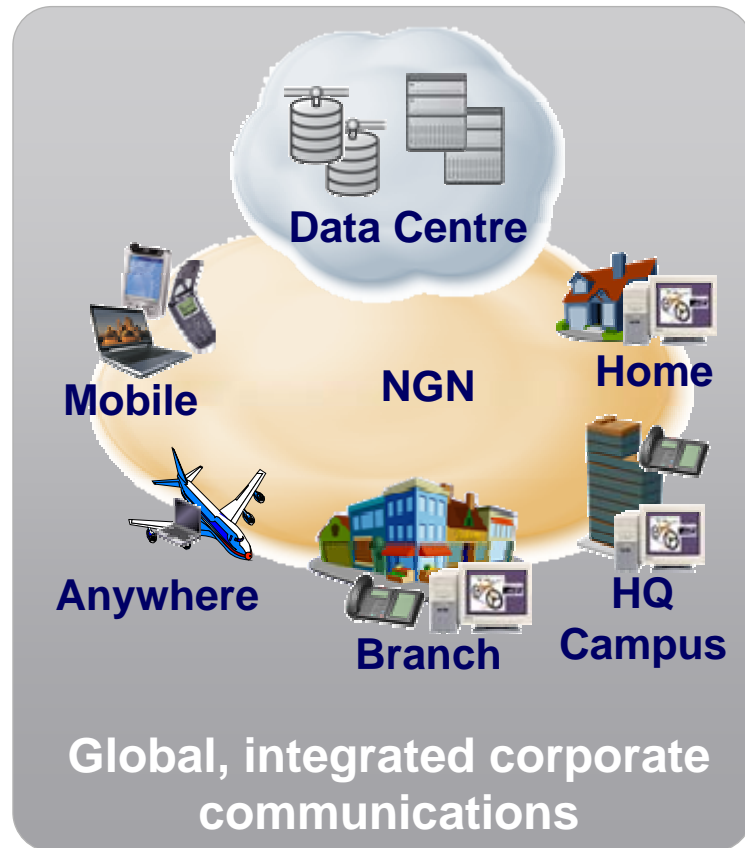 Data Centre
Mobile
NGN
Home
Anywhere
Branch
HQ
Campus
Global, integrated corporate
communications